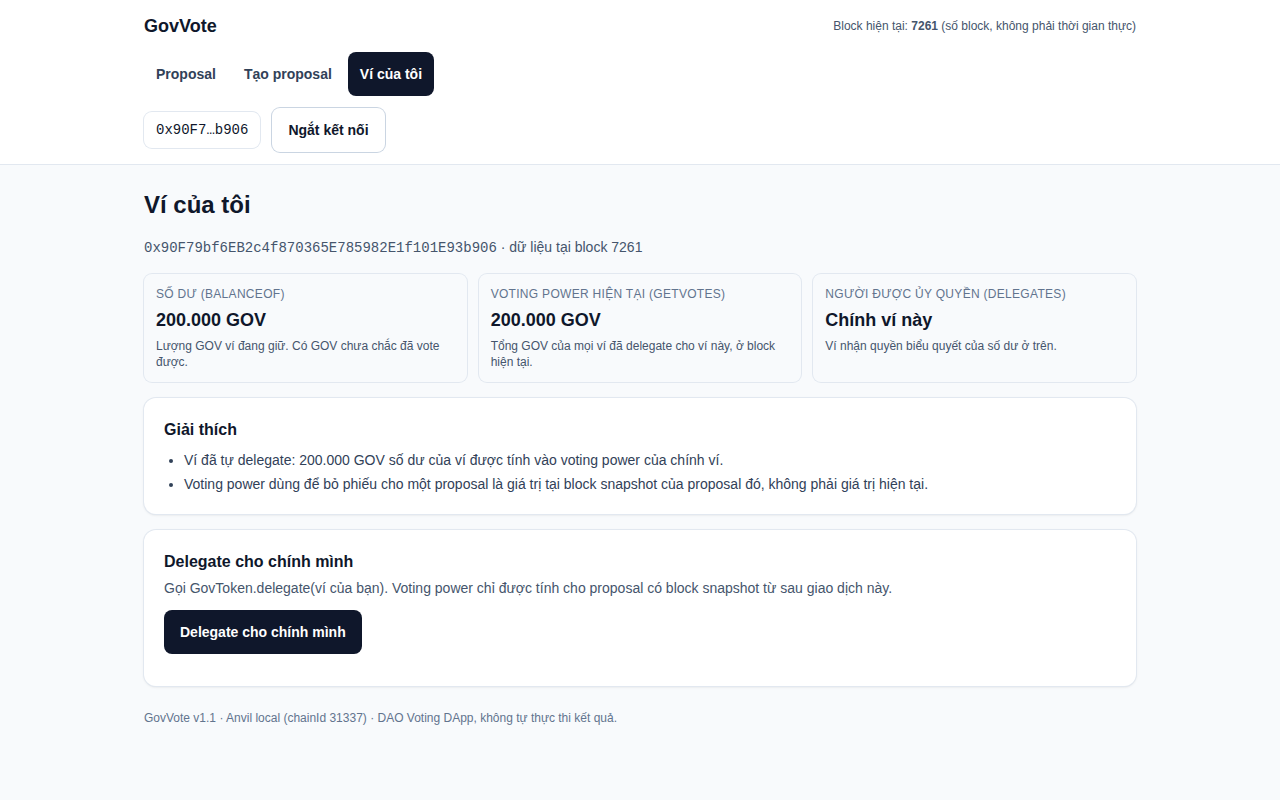 GovVote
Block hiện tại: 7261 (số block, không phải thời gian thực)
Proposal
Tạo proposal
Ví của tôi
0x90F7…b906
Ngắt kết nối
Ví của tôi
0x90F79bf6EB2c4f870365E785982E1f101E93b906 · dữ liệu tại block 7261
SỐ DƯ (BALANCEOF)
200.000 GOV
Lượng GOV ví đang giữ. Có GOV chưa chắc đã vote
được.
VOTING POWER HIỆN TẠI (GETVOTES)
200.000 GOV
Tổng GOV của mọi ví đã delegate cho ví này, ở block
hiện tại.
NGƯỜI ĐƯỢC ỦY QUYỀN (DELEGATES)
Chính ví này
Ví nhận quyền biểu quyết của số dư ở trên.
Giải thích
• Ví đã tự delegate: 200.000 GOV số dư của ví được tính vào voting power của chính ví.
• Voting power dùng để bỏ phiếu cho một proposal là giá trị tại block snapshot của proposal đó, không phải giá trị hiện tại.
Delegate cho chính mình
Gọi GovToken.delegate(ví của bạn). Voting power chỉ được tính cho proposal có block snapshot từ sau giao dịch này.
Delegate cho chính mình
GovVote v1.1 · Anvil local (chainId 31337) · DAO Voting DApp, không tự thực thi kết quả.